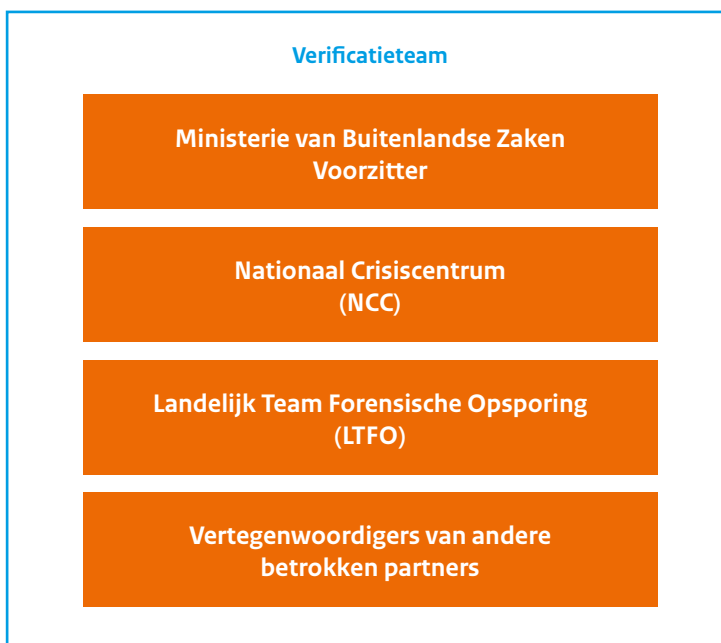 Verificatieteam
Ministerie van Buitenlandse Zaken
Voorzitter
Nationaal Crisiscentrum
(NCC)
Landelijk Team Forensische Opsporing
(LTFO)
Vertegenwoordigers van andere
betrokken partners